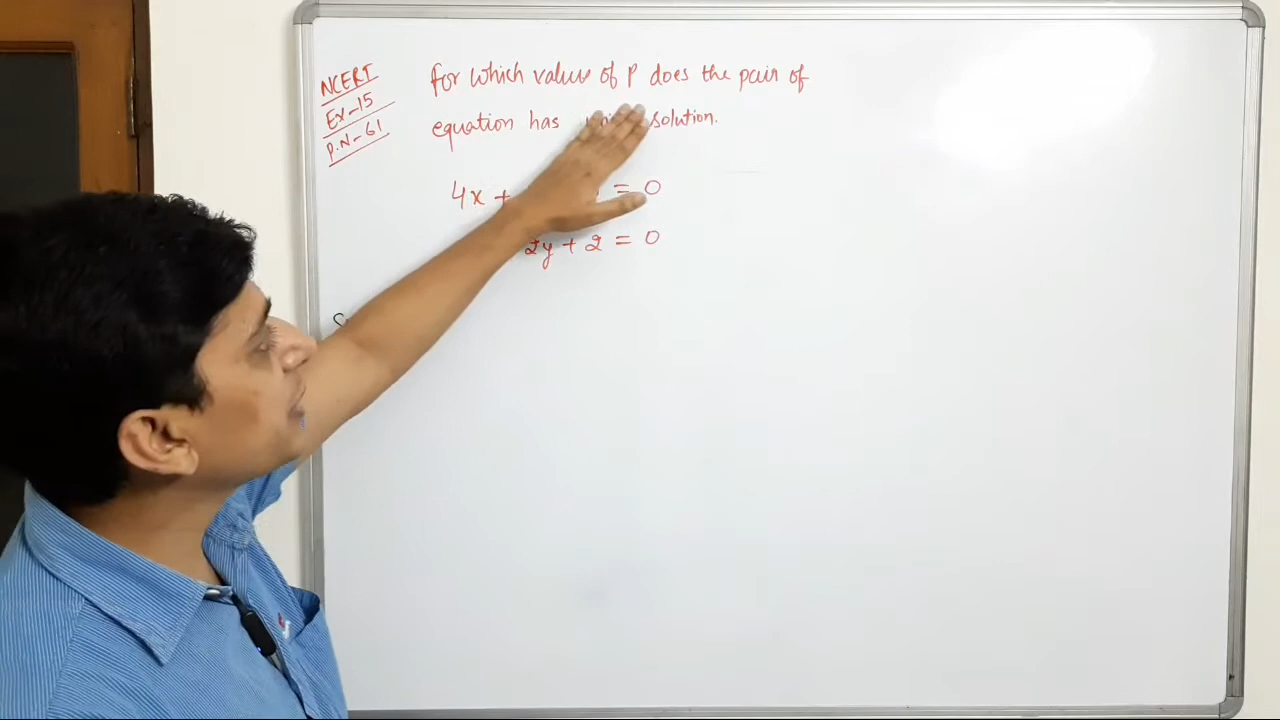 NCERT
Ex-15
P.N-61
for which values of P does the pair of
equation has solution.
4x + = 0
2y + 2 = 0